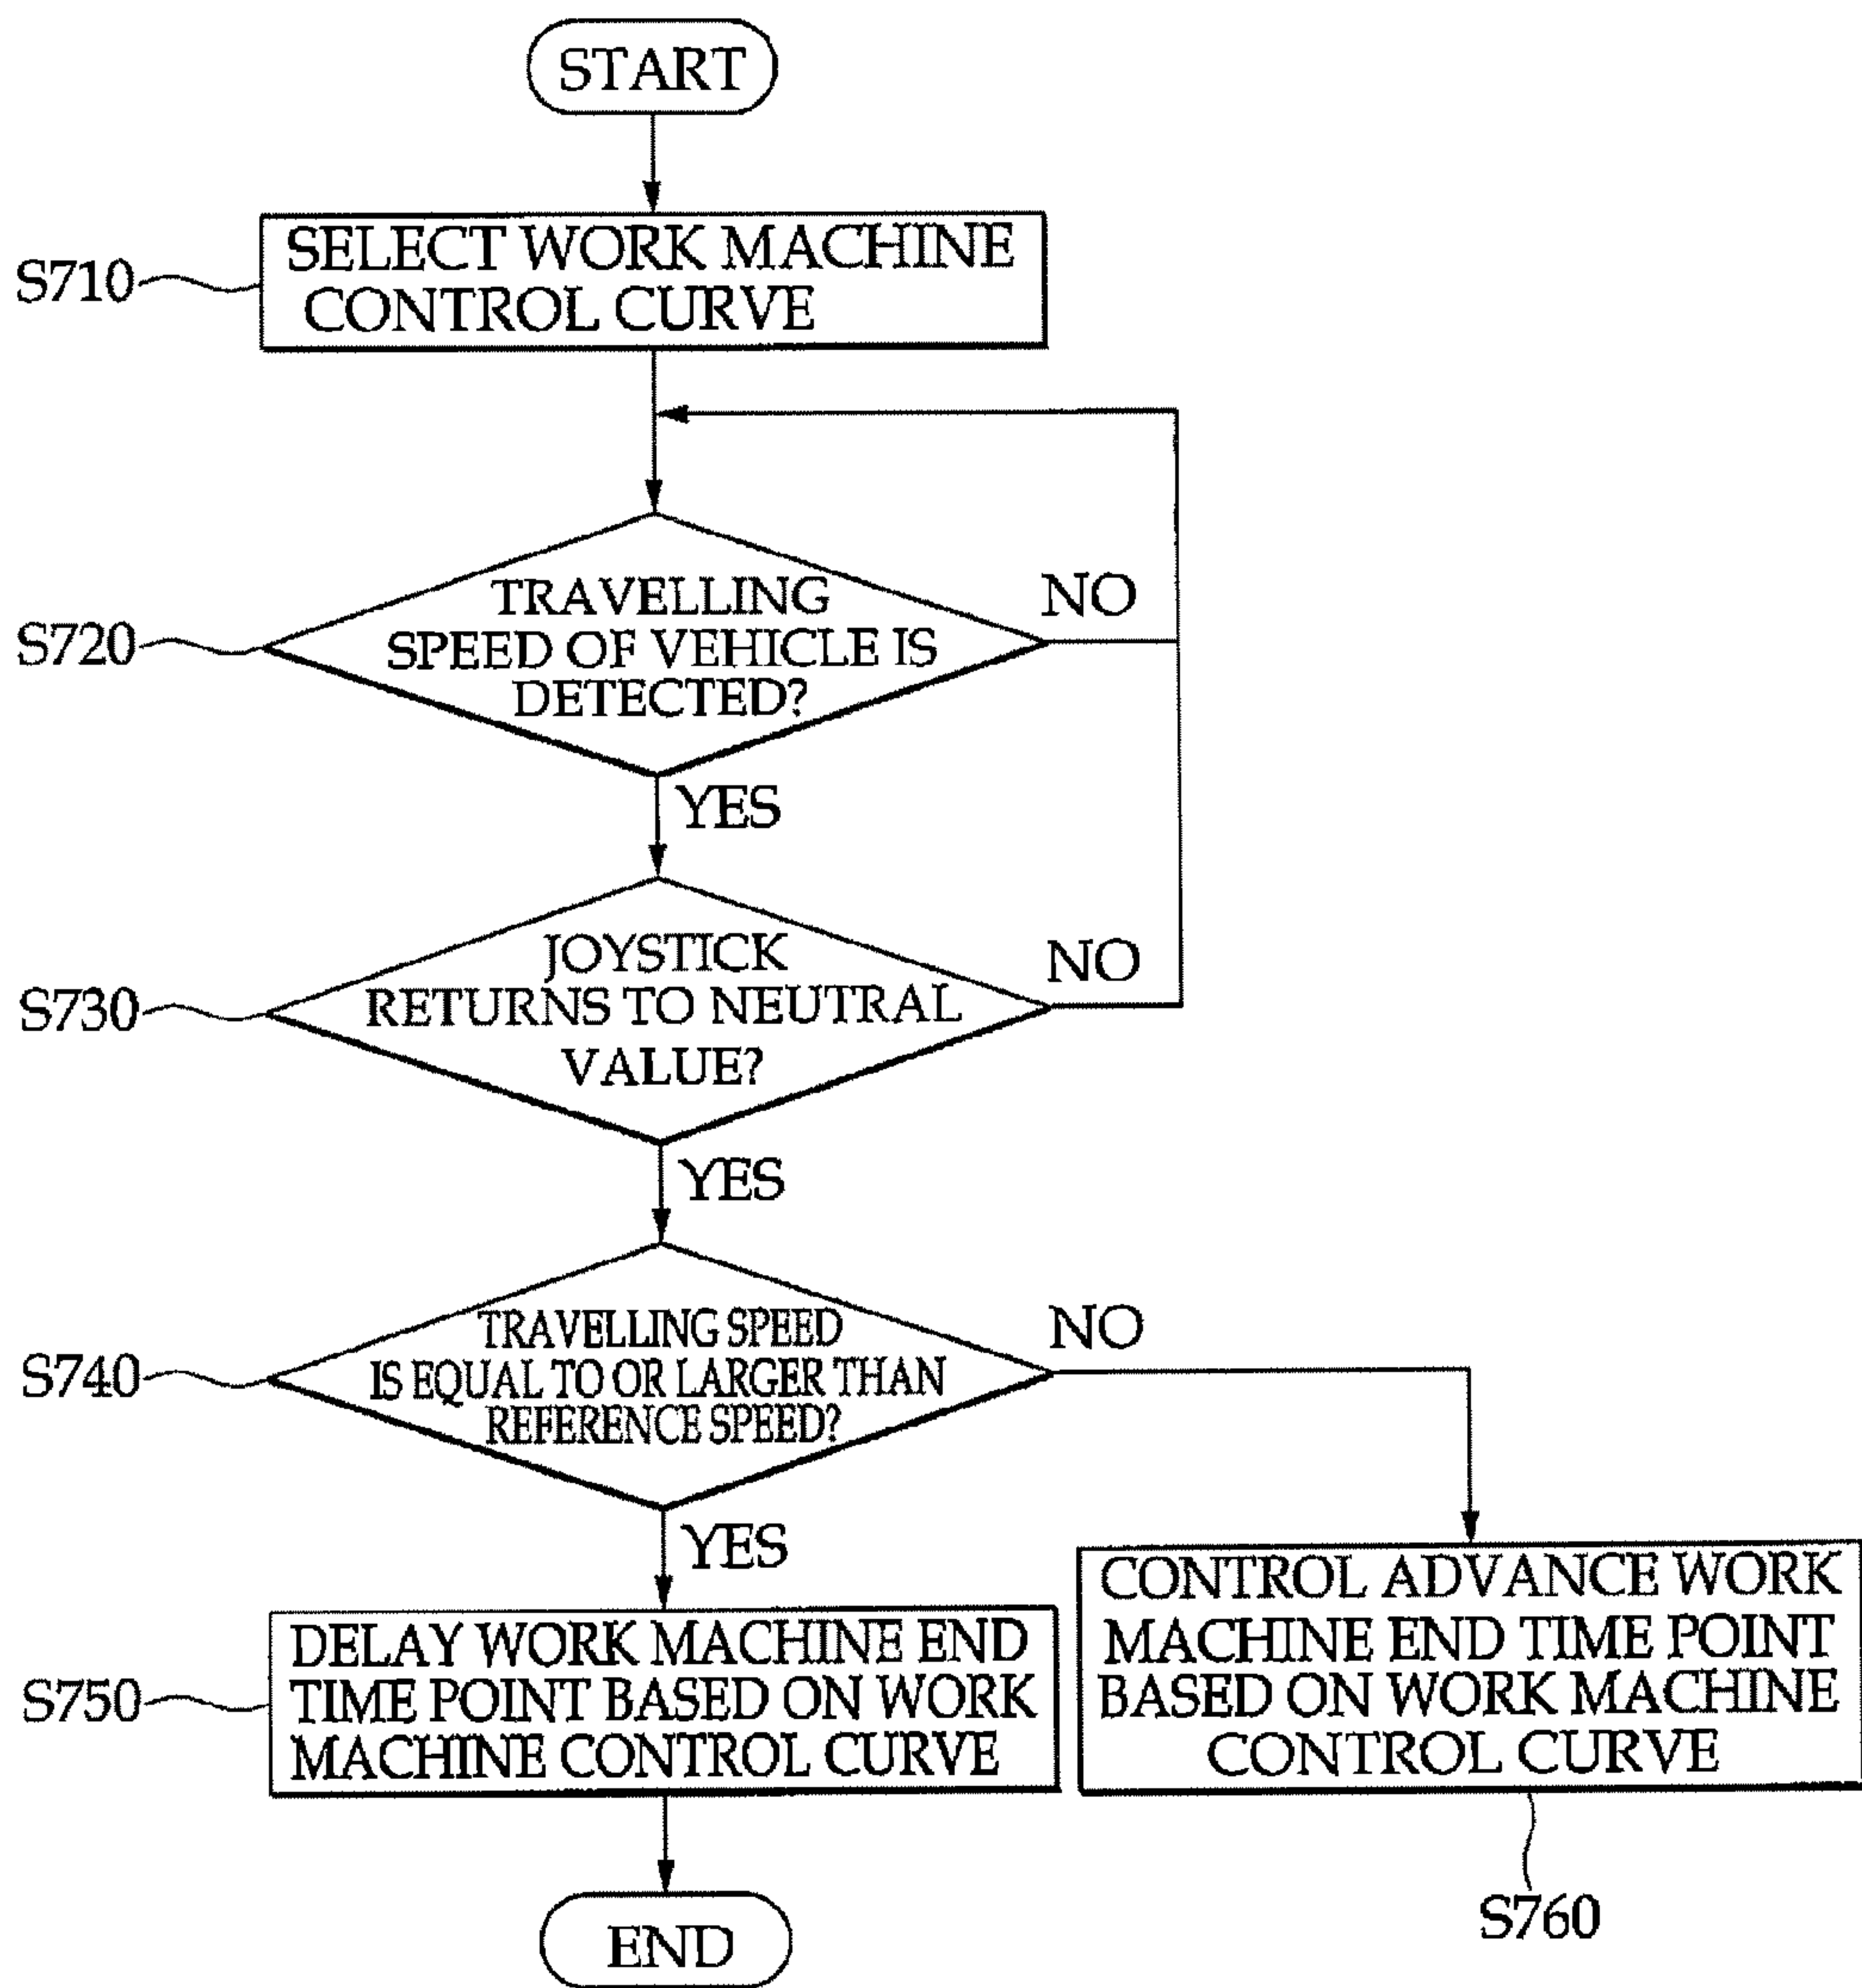 START
S710
SELECT WORK MACHINE
CONTROL CURVE
S720
TRAVELLING
SPEED OF VEHICLE IS
DETECTED?
NO
YES
S730
JOYSTICK
RETURNS TO NEUTRAL
VALUE?
NO
YES
S740
TRAVELLING SPEED
IS EQUAL TO OR LARGER THAN
REFERENCE SPEED?
NO
YES
S750
DELAY WORK MACHINE END
TIME POINT BASED ON WORK
MACHINE CONTROL CURVE
CONTROL ADVANCE WORK
MACHINE END TIME POINT
BASED ON WORK MACHINE
CONTROL CURVE
S760
END